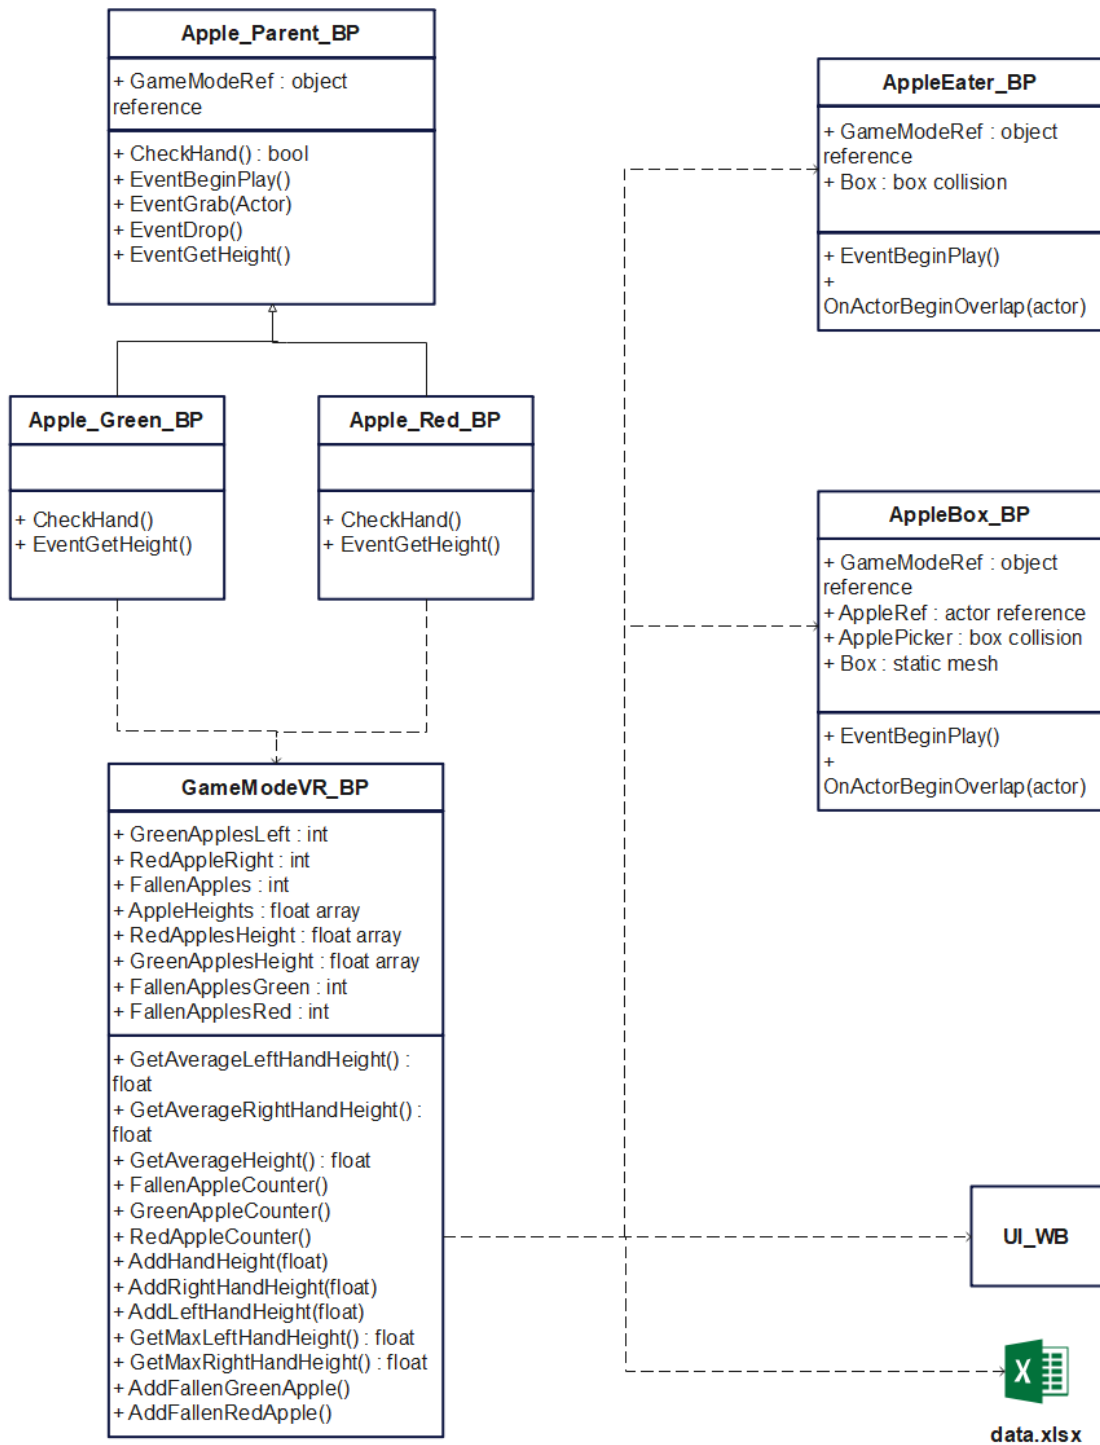 Apple_Parent_BP
+ GameModeRef : object
reference
+ CheckHand() : bool
+ EventBeginPlay()
+ EventGrab(Actor)
+ EventDrop()
+ EventGetHeight()
Apple_Green_BP
+ CheckHand()
+ EventGetHeight()
Apple_Red_BP
+ CheckHand()
+ EventGetHeight()
GameModeVR_BP
+ GreenApplesLeft : int
+ RedAppleRight : int
+ FallenApples : int
+ AppleHeights : float array
+ RedApplesHeight : float array
+ GreenApplesHeight : float array
+ FallenApplesGreen : int
+ FallenApplesRed : int
+ GetAverageLeftHandHeight() :
float
+ GetAverageRightHandHeight() :
float
+ GetAverageHeight() : float
+ FallenAppleCounter()
+ GreenAppleCounter()
+ RedAppleCounter()
+ AddHandHeight(float)
+ AddRightHandHeight(float)
+ AddLeftHandHeight(float)
+ GetMaxLeftHandHeight() : float
+ GetMaxRightHandHeight() : float
+ AddFallenGreenApple()
+ AddFallenRedApple()
AppleEater_BP
+ GameModeRef : object
reference
+ Box : box collision
+ EventBeginPlay()
+
OnActorBeginOverlap(actor)
AppleBox_BP
+ GameModeRef : object
reference
+ AppleRef : actor reference
+ ApplePicker : box collision
+ Box : static mesh
+ EventBeginPlay()
+
OnActorBeginOverlap(actor)
UI_WB
X
data.xlsx